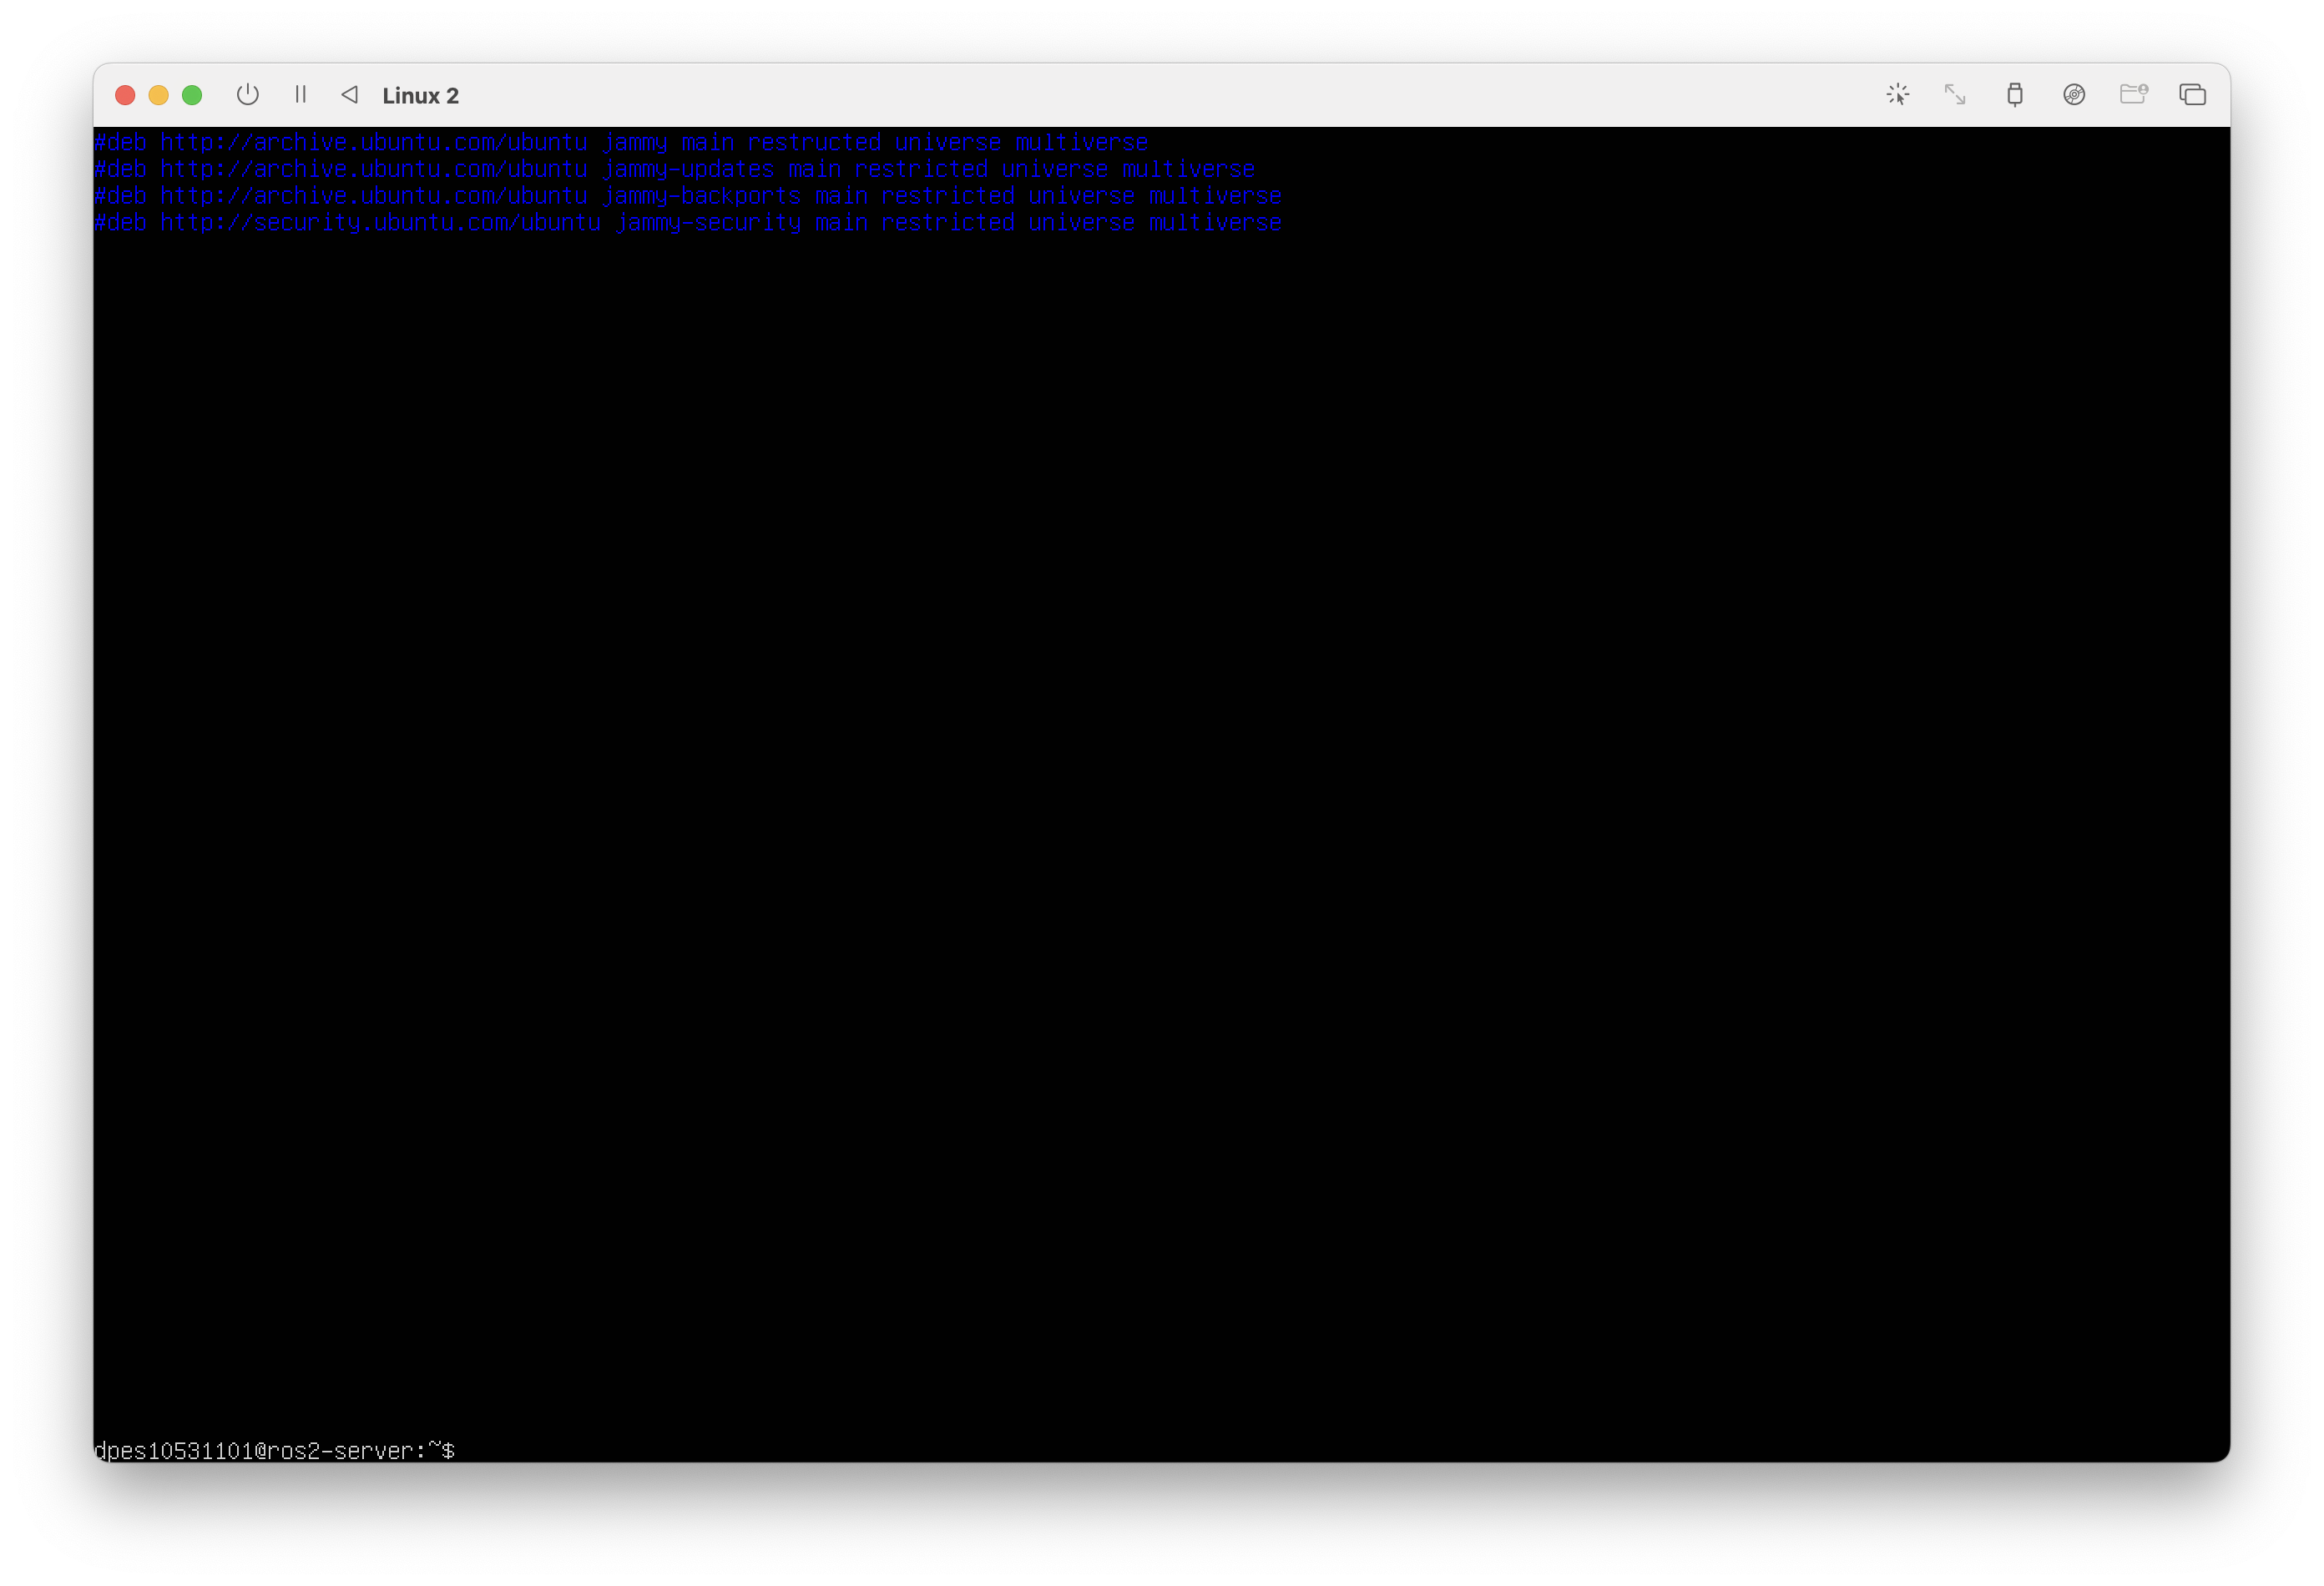 Linux 2
#deb http://archive.ubuntu.com/ubuntu jammy main restructed universe multiverse
#deb http://archive.ubuntu.com/ubuntu jammy-updates main restricted universe multiverse
#deb http://archive.ubuntu.com/ubuntu jammy-backports main restricted universe multiverse
#deb http://security.ubuntu.com/ubuntu jammy-security main restricted universe multiverse
dpes10531101@ros2-server:~$